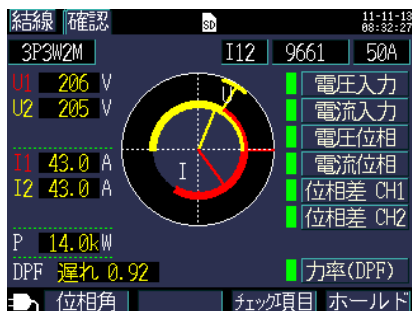 結線 確認 SD 11-11-13
08:32:27
3P3W2M I12 9661 50A
U1 206 V
U2 205 V
I1 43.0 A
I2 43.0 A
P 14.0kW
DPF 遅れ 0.92
U
I
電圧入力
電流入力
電圧位相
電流位相
位相差 CH1
位相差 CH2
力率(DPF)
位相角 チェック項目 ホールド